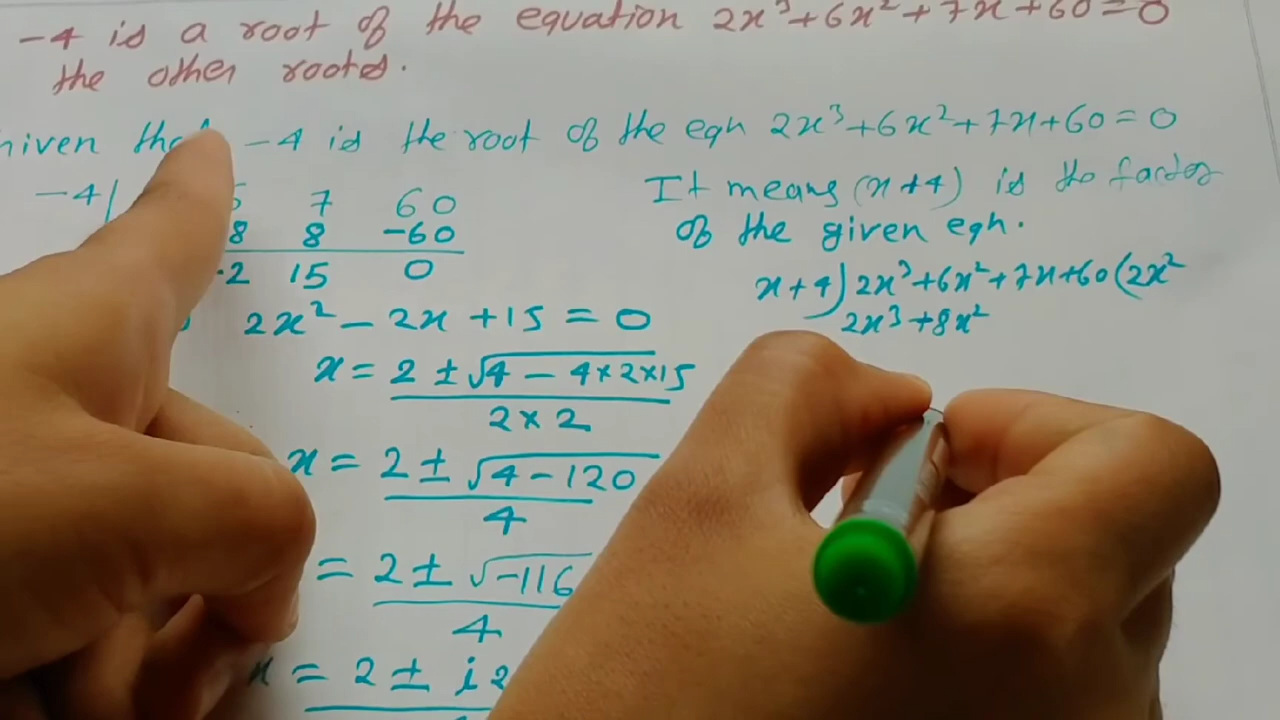 -4 is a root of the equation 2x³+6x²+7x+60=0
the other roots.
-4 is the root of the eqn 2x³+6x²+7x+60=0
-4| 7 60
8 8 -60
-2 15 0
2x² - 2x +15 = 0
x = 2 ± √4 - 4×2×15
2×2
x = 2 ± √4-120
4
= 2 ± √-116
4
x = 2 ± i2
It means (x+4) is the factor
of the given eqn.
x+4)2x³+6x²+7x+60(2x²
2x³+8x²